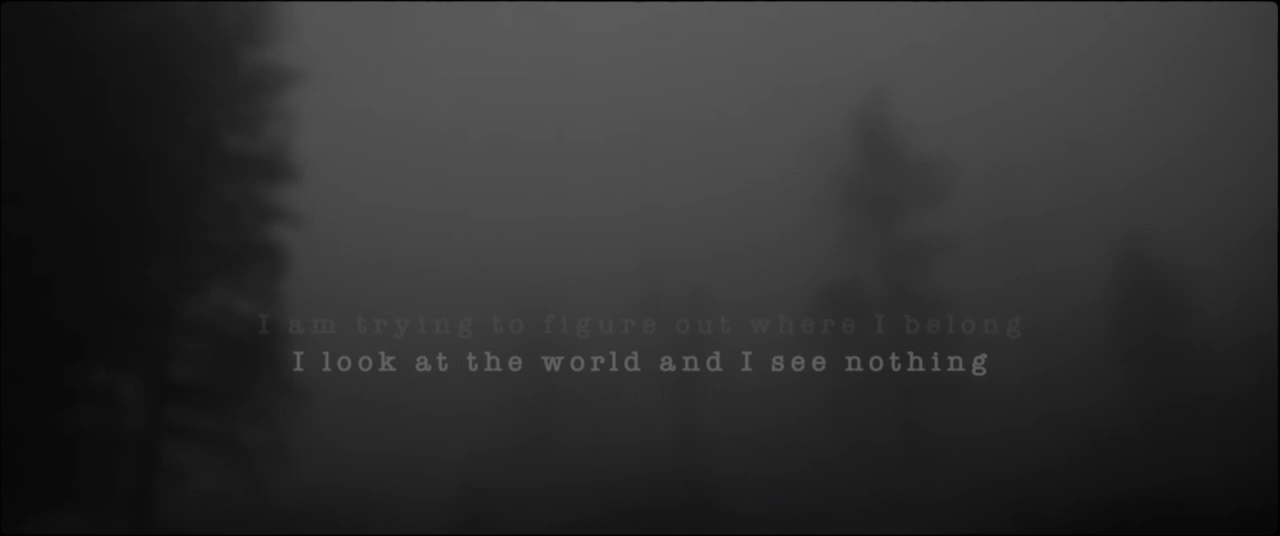 I am trying to figure out where I belong
I look at the world and I see nothing